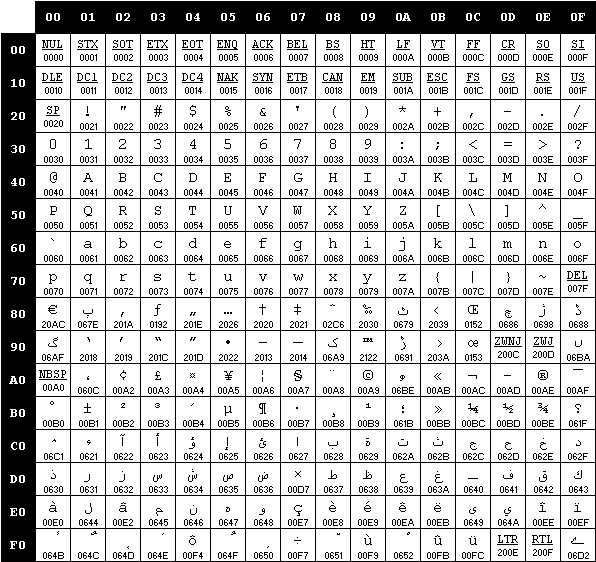 00 01 02 03 04 05 06 07 08 09 0A 0B 0C 0D 0E 0F
00 NUL STX SOT ETX EOT ENQ ACK BEL BS HT LF VT FF CR SO SI
0000 0001 0002 0003 0004 0005 0006 0007 0008 0009 000A 000B 000C 000D 000E 000F
10 DLE DC1 DC2 DC3 DC4 NAK SYN ETB CAN EM SUB ESC FS GS RS US
0010 0011 0012 0013 0014 0015 0016 0017 0018 0019 001A 001B 001C 001D 001E 001F
20 SP ! " # $ % & ' ( ) * + , - . /
0020 0021 0022 0023 0024 0025 0026 0027 0028 0029 002A 002B 002C 002D 002E 002F
30 0 1 2 3 4 5 6 7 8 9 : ; < = > ?
0030 0031 0032 0033 0034 0035 0036 0037 0038 0039 003A 003B 003C 003D 003E 003F
40 @ A B C D E F G H I J K L M N O
0040 0041 0042 0043 0044 0045 0046 0047 0048 0049 004A 004B 004C 004D 004E 004F
50 P Q R S T U V W X Y Z [ \ ] ^ _
0050 0051 0052 0053 0054 0055 0056 0057 0058 0059 005A 005B 005C 005D 005E 005F
60 ` a b c d e f g h i j k l m n o
0060 0061 0062 0063 0064 0065 0066 0067 0068 0069 006A 006B 006C 006D 006E 006F
70 p q r s t u v w x y z { | } ~ DEL
0070 0071 0072 0073 0074 0075 0076 0077 0078 0079 007A 007B 007C 007D 007E 007F
80 € پ ‚ ƒ „ … † ‡ ˆ ‰ ٹ ‹ Œ چ ژ ڈ
20AC 067E 201A 0192 201E 2026 2020 2021 02C6 2030 0679 2039 0152 0686 0698 0688
90 گ ‘ ’ “ ” • – — ک ™ ڑ › œ ZWNJ ZWJ ں
06AF 2018 2019 201C 201D 2022 2013 2014 06A9 2122 0691 203A 0153 200C 200D 06BA
A0 NBSP ، ¢ £ ¤ ¥ ¦ § ¨ © ھ « ¬ - ® ¯
00A0 060C 00A2 00A3 00A4 00A5 00A6 00A7 00A8 00A9 06BE 00AB 00AC 00AD 00AE 00AF
B0 ° ± ² ³ ´ µ ¶ · ¸ ¹ ؛ » ¼ ½ ¾ ؟
00B0 00B1 00B2 00B3 00B4 00B5 00B6 00B7 00B8 00B9 061B 00BB 00BC 00BD 00BE 061F
C0 ہ ء آ أ ؤ إ ئ ا ب ة ت ث ج ح خ د
06C1 0621 0622 0623 0624 0625 0626 0627 0628 0629 062A 062B 062C 062D 062E 062F
D0 ذ ر ز س ش ص ض × ط ظ ع غ ـ ف ق ك
0630 0631 0632 0633 0634 0635 0636 00D7 0637 0638 0639 063A 0640 0641 0642 0643
E0 à ل â م ن ه و ç è é ê ë ى ي î ï
00E0 0644 00E2 0645 0646 0647 0648 00E7 00E8 00E9 00EA 00EB 0649 064A 00EE 00EF
F0 ً ٌ ٍ َ ô ُ ِ ÷ ّ ù ْ û ü LTR RTL ے
064B 064C 064D 064E 00F4 064F 0650 00F7 0651 00F9 0652 00FB 00FC 200E 200F 06D2